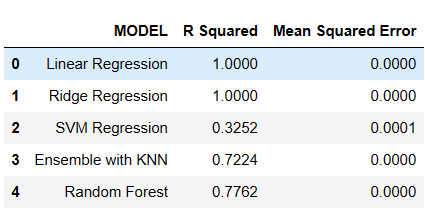 MODEL R Squared Mean Squared Error
0 Linear Regression 1.0000 0.0000
1 Ridge Regression 1.0000 0.0000
2 SVM Regression 0.3252 0.0001
3 Ensemble with KNN 0.7224 0.0000
4 Random Forest 0.7762 0.0000